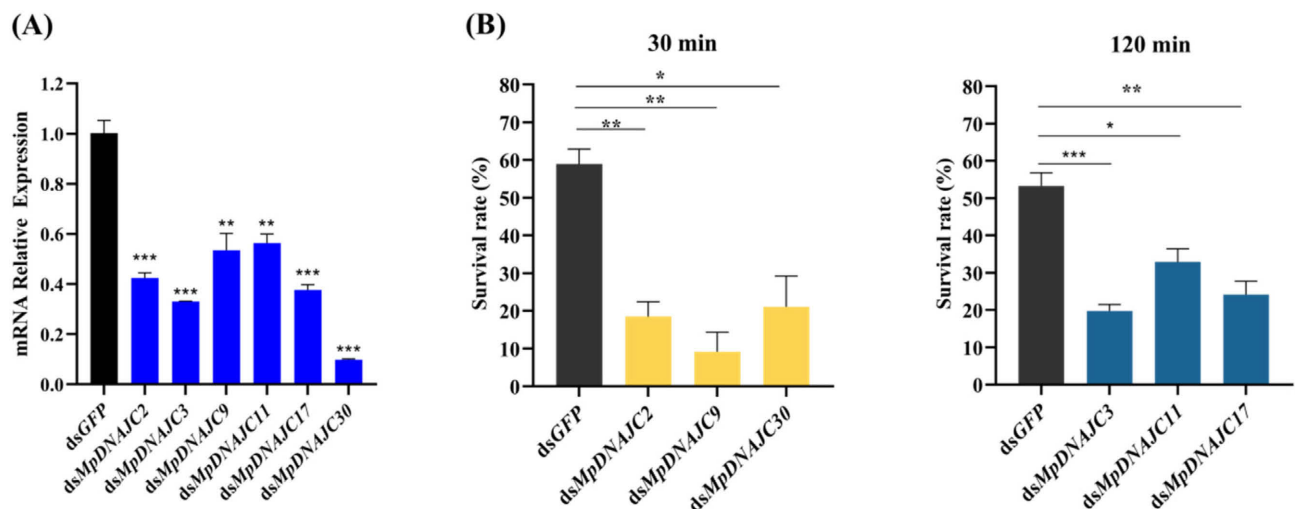 (A)
mRNA Relative Expression
1.2
1.0
0.8
0.6
0.4
0.2
0.0
***
***
**
**
***
***
dsGFP
dsMpDNAJC2
dsMpDNAJC3
dsMpDNAJC9
dsMpDNAJC11
dsMpDNAJC17
dsMpDNAJC30
(B)
30 min
Survival rate (%)
80
70
60
50
40
30
20
10
0
*
**
**
dsGFP
dsMpDNAJC2
dsMpDNAJC9
dsMpDNAJC30
120 min
Survival rate (%)
80
70
60
50
40
30
20
10
0
**
*
***
dsGFP
dsMpDNAJC3
dsMpDNAJC11
dsMpDNAJC17